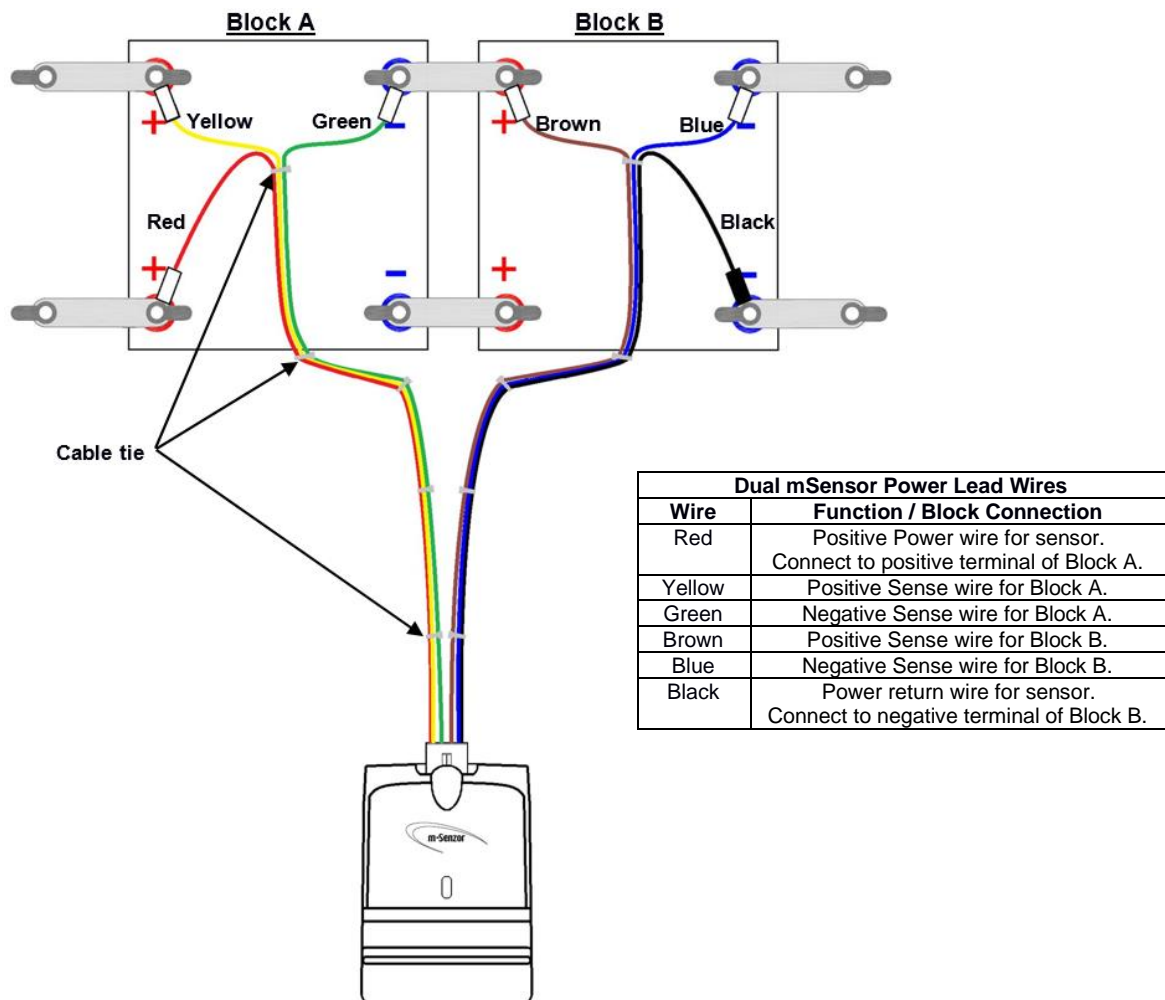 Block A
Block B
+ Yellow Green −
+ Brown Blue −
Red
+ −
Black
+ −
Cable tie
Dual mSensor Power Lead Wires
Wire Function / Block Connection
Red Positive Power wire for sensor.
Connect to positive terminal of Block A.
Yellow Positive Sense wire for Block A.
Green Negative Sense wire for Block A.
Brown Positive Sense wire for Block B.
Blue Negative Sense wire for Block B.
Black Power return wire for sensor.
Connect to negative terminal of Block B.
m·Senzor